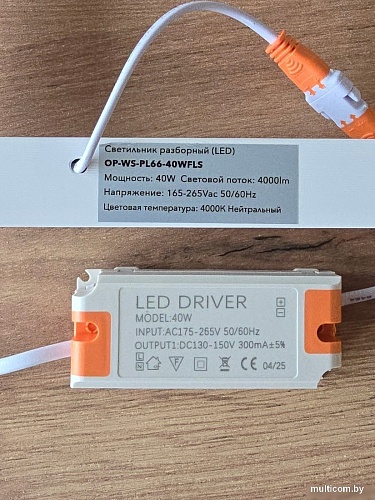 Светильник разборный (LED)
OP-WS-PL66-40WFLS
Мощность: 40W Световой поток: 4000lm
Напряжение: 165-265Vac 50/60Hz
Цветовая температура: 4000K Нейтральный
LED DRIVER
MODEL:40W
INPUT:AC175-265V 50/60Hz
OUTPUT1:DC130-150V 300mA±5%
L
N
F
CE 04/25
+
-
multicom.by